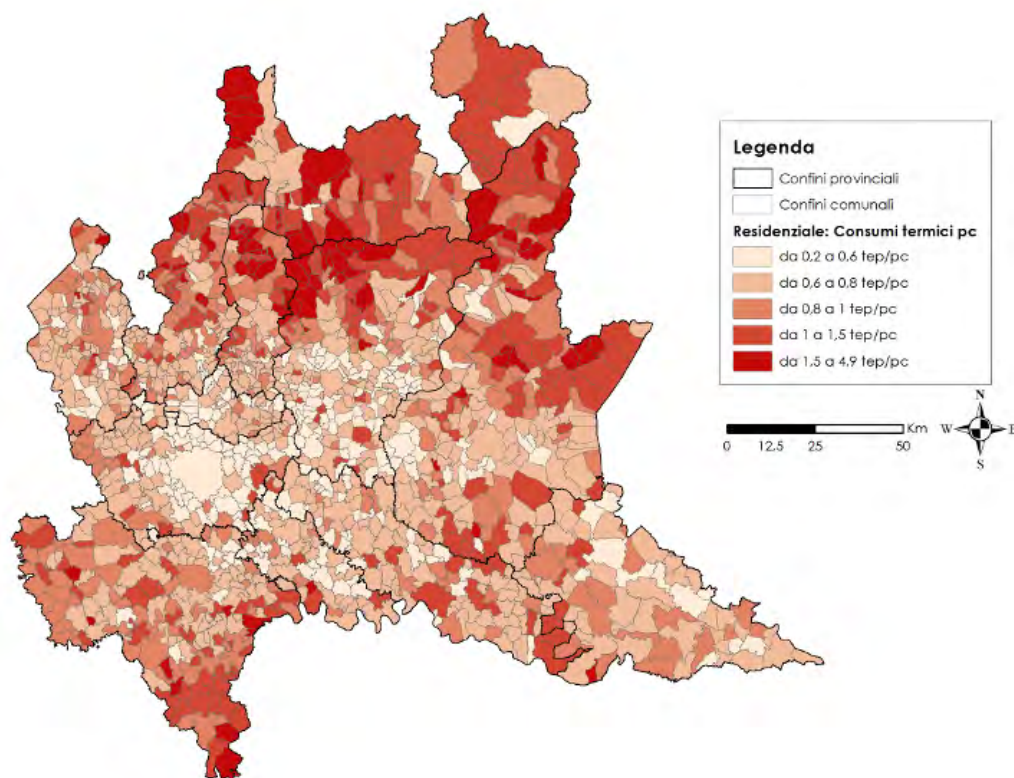 Legenda
Confini provinciali
Confini comunali
Residenziale: Consumi termici pc
da 0,2 a 0,6 tep/pc
da 0,6 a 0,8 tep/pc
da 0,8 a 1 tep/pc
da 1 a 1,5 tep/pc
da 1,5 a 4,9 tep/pc
N
Km W E
0 12,5 25 50
S